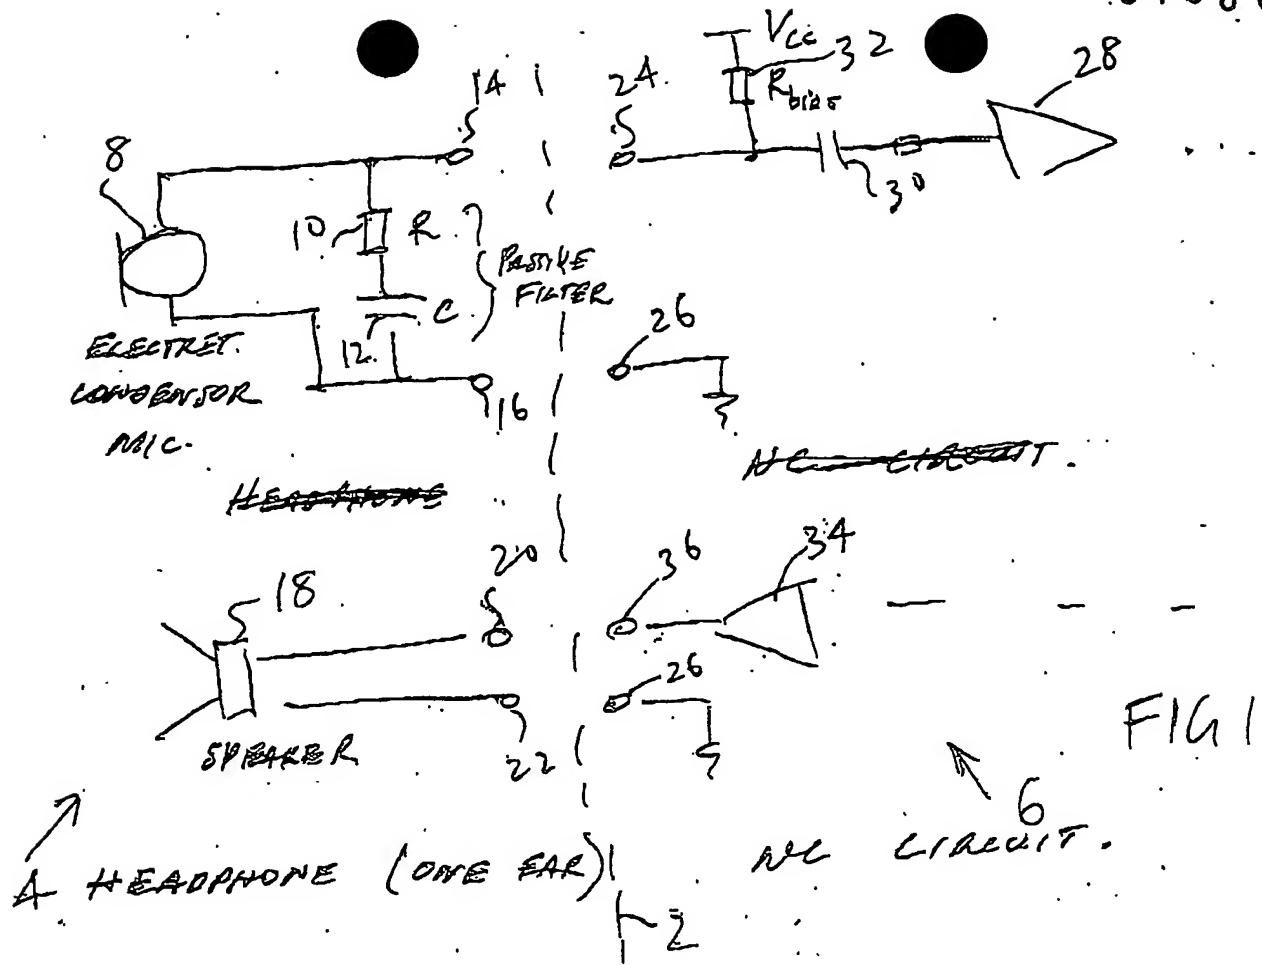 Vcc
32
28
14
24
Rbias
8
30
10
R
PASSIVE
FILTER
C
12.
26
ELECTRET.
CONDENSOR
MIC.
16
NC CIRCUIT.
HEADPHONE
20
36
34
18
26
SPEAKER
22
FIG 1
6
4 HEADPHONE (ONE EAR)
NC CIRCUIT.
2